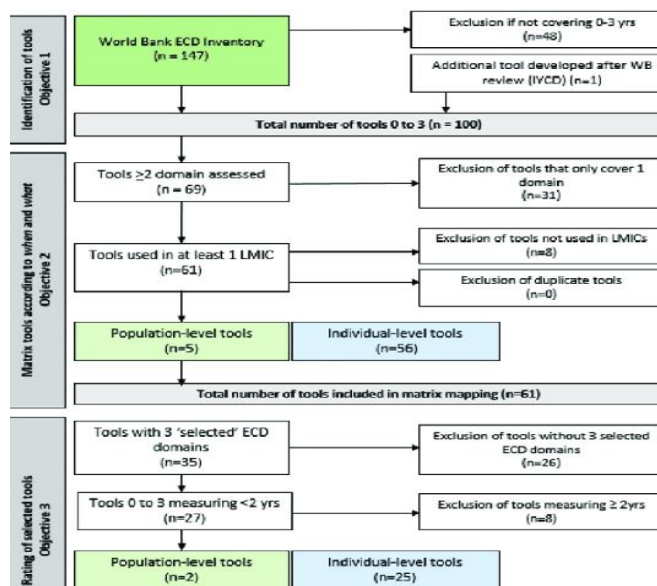 Identification of tools
Objective 1
World Bank ECD Inventory
(n = 147)
Exclusion if not covering 0-3 yrs
(n=48)
Additional tool developed after WB
review (IYCD) (n=1)
Total number of tools 0 to 3 (n = 100)
Matrix tools according to when and what
Objective 2
Tools ≥2 domain assessed
(n = 69)
Exclusion of tools that only cover 1
domain
(n=31)
Tools used in at least 1 LMIC
(n=61)
Exclusion of tools not used in LMICs
(n=8)
Exclusion of duplicate tools
(n=0)
Population-level tools
(n=5)
Individual-level tools
(n=56)
Total number of tools included in matrix mapping (n=61)
Rating of selected tools
Objective 3
Tools with 3 ‘selected’ ECD
domains
(n=35)
Exclusion of tools without 3 selected
ECD domains
(n=26)
Tools 0 to 3 measuring <2 yrs
(n=27)
Exclusion of tools measuring ≥ 2yrs
(n=8)
Population-level tools
(n=2)
Individual-level tools
(n=25)